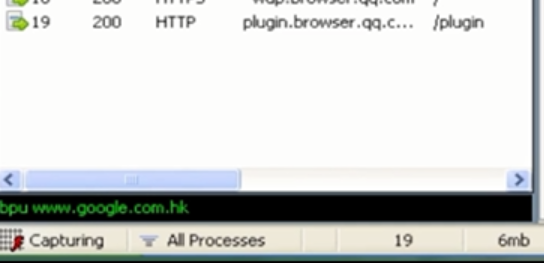 19 200 HTTP plugin.browser.qq.c... /plugin
bpu www.google.com.hk
Capturing All Processes 19 6mb